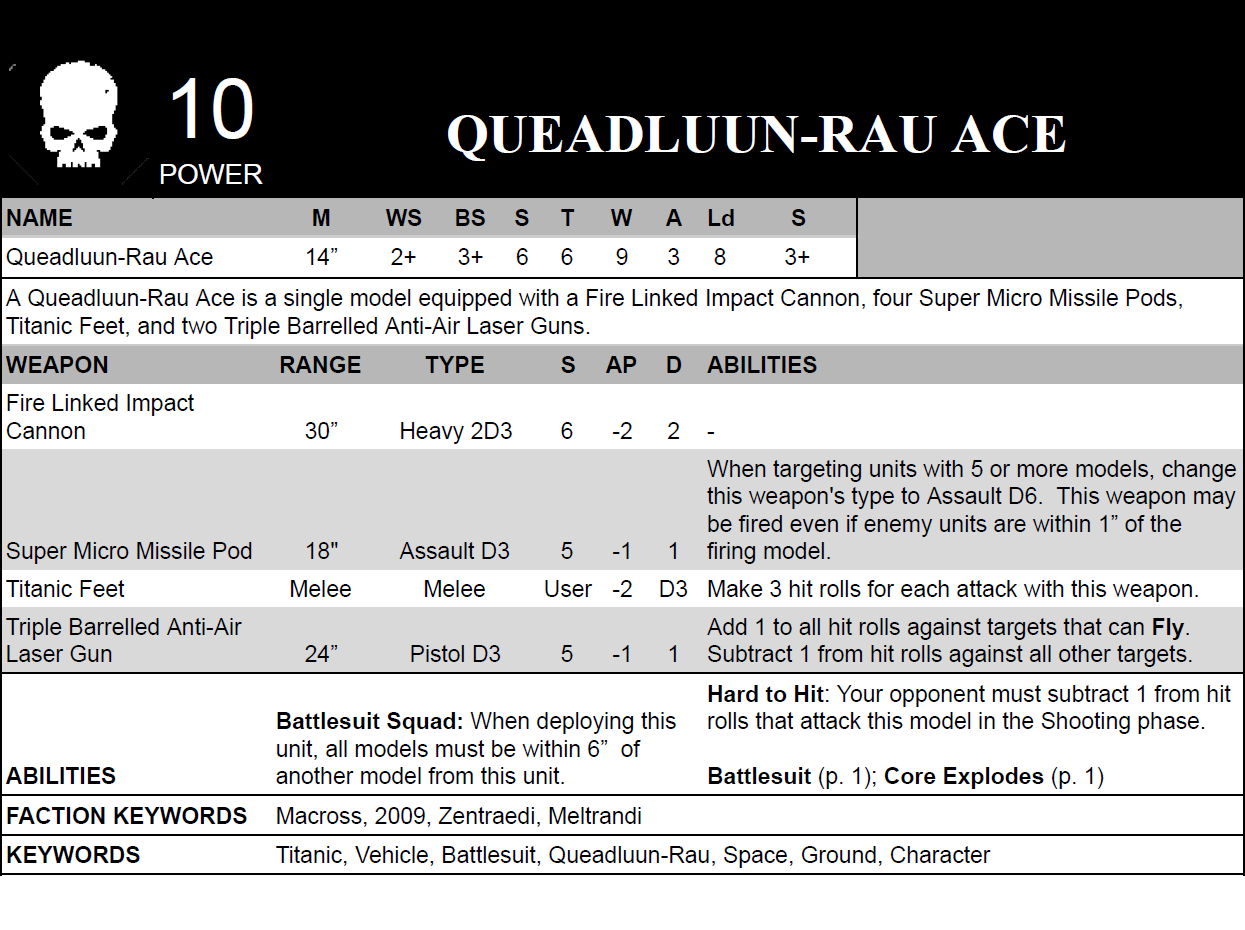 10
POWER
QUEADLUUN-RAU ACE
NAME M WS BS S T W A Ld S
Queadluun-Rau Ace 14” 2+ 3+ 6 6 9 3 8 3+
A Queadluun-Rau Ace is a single model equipped with a Fire Linked Impact Cannon, four Super Micro Missile Pods,
Titanic Feet, and two Triple Barrelled Anti-Air Laser Guns.
WEAPON RANGE TYPE S AP D ABILITIES
Fire Linked Impact
Cannon 30” Heavy 2D3 6 -2 2 -
When targeting units with 5 or more models, change
this weapon's type to Assault D6. This weapon may
be fired even if enemy units are within 1” of the
Super Micro Missile Pod 18" Assault D3 5 -1 1 firing model.
Titanic Feet Melee Melee User -2 D3 Make 3 hit rolls for each attack with this weapon.
Triple Barrelled Anti-Air Add 1 to all hit rolls against targets that can Fly.
Laser Gun 24” Pistol D3 5 -1 1 Subtract 1 from hit rolls against all other targets.
ABILITIES
Battlesuit Squad: When deploying this
unit, all models must be within 6” of
another model from this unit.
Hard to Hit: Your opponent must subtract 1 from hit
rolls that attack this model in the Shooting phase.
Battlesuit (p. 1); Core Explodes (p. 1)
FACTION KEYWORDS Macross, 2009, Zentraedi, Meltrandi
KEYWORDS Titanic, Vehicle, Battlesuit, Queadluun-Rau, Space, Ground, Character